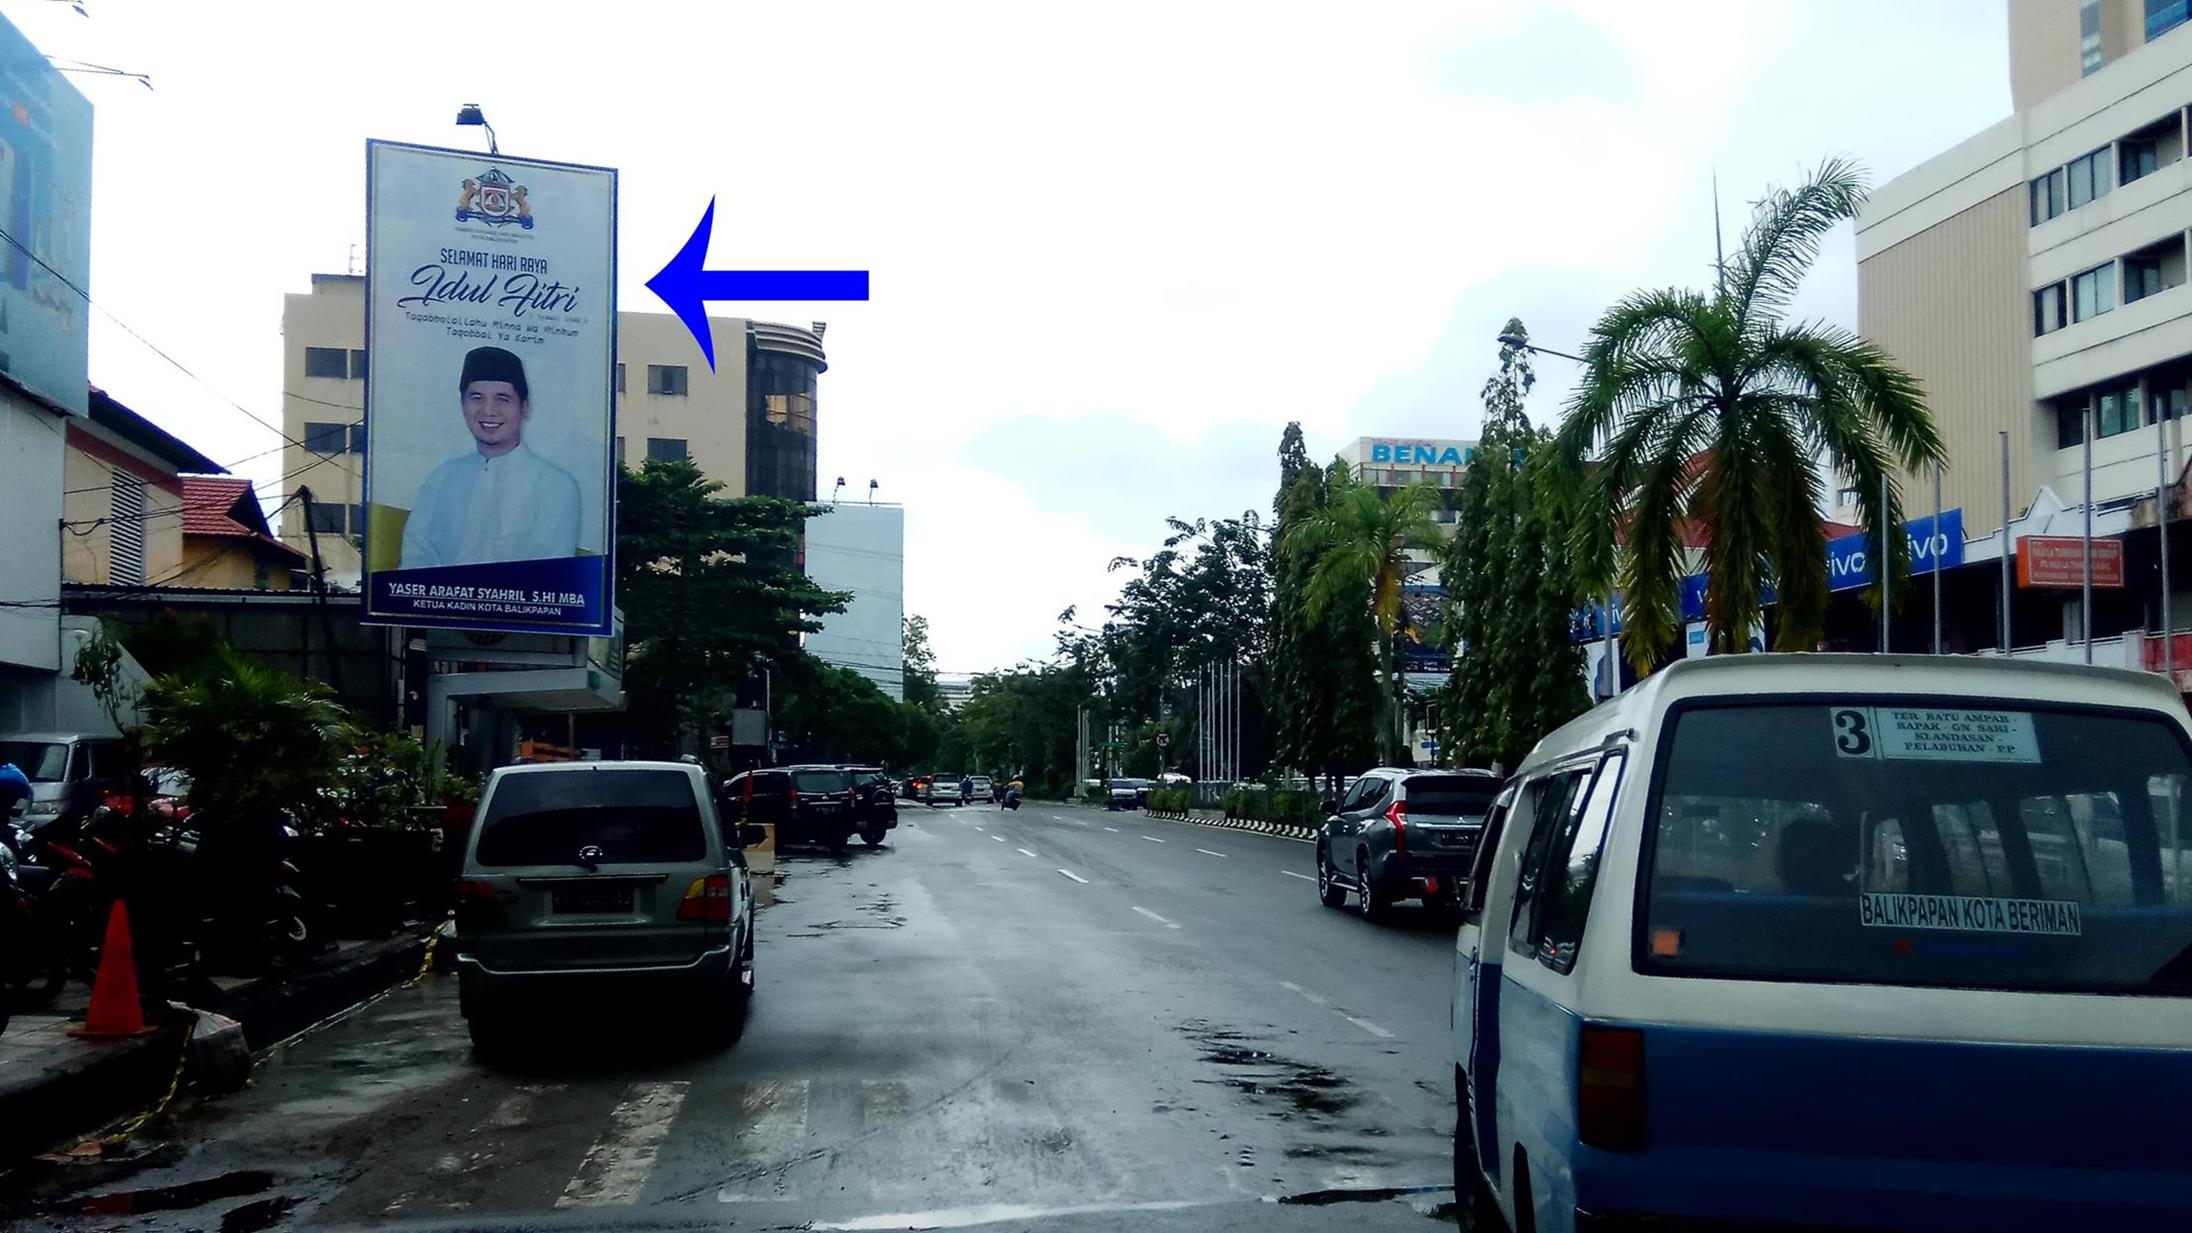 SELAMAT HARI RAYA
Idul Fitri
Taqabbalallahu Minna Wa Minkum
Taqabbal Ya Karim
YASER ARAFAT SYAHRIL S.HI MBA
KETUA KADIN KOTA BALIKPAPAN
vivo
vivo
3
TER. BATU AMPAR -
RAPAK - GN. SARI -
KLANDASAN -
PELABUHAN - PP
BALIKPAPAN KOTA BERIMAN